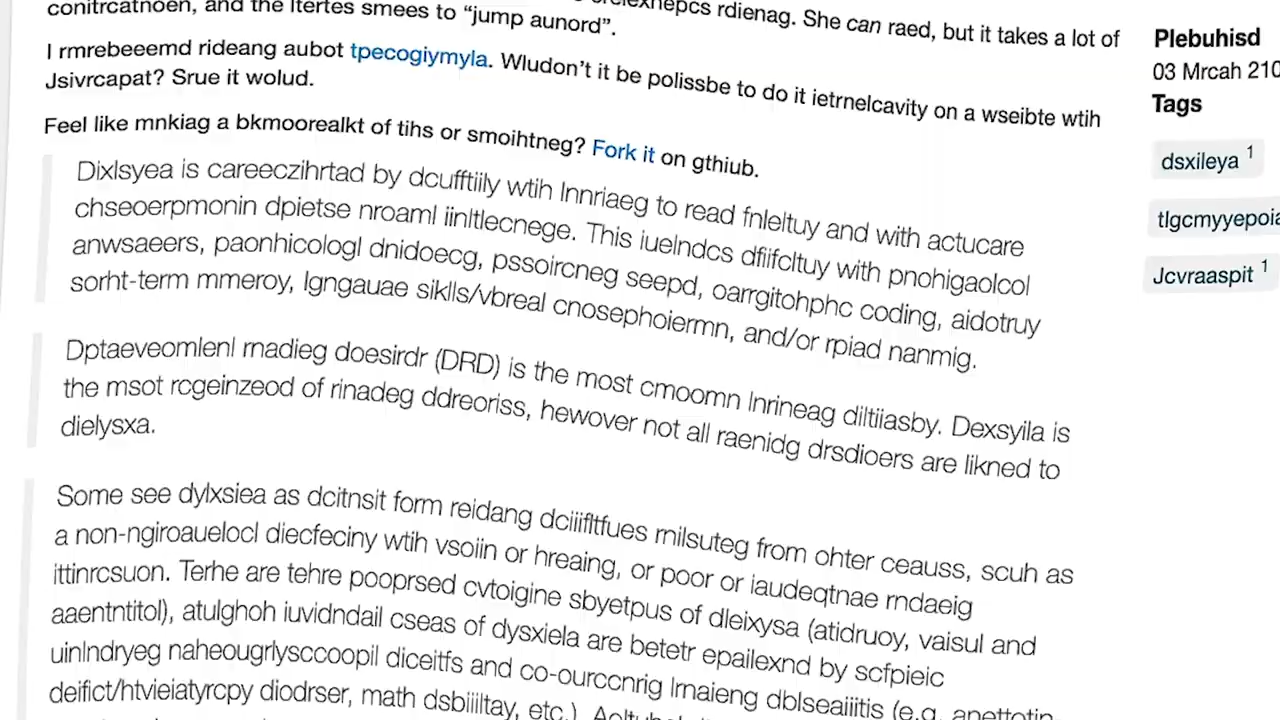 conitrcatnoen, and the ltertes smees to “jump aunord”. rdienag. She can raed, but it takes a lot of
I rmrebeeemd rideang aubot tpecogiymyla. Wludon’t it be polissbe to do it ietrnelcavity on a wseibte wtih
Jsivrcapat? Srue it wolud.
Feel like mnkiag a bkmoorealkt of tihs or smoihtneg? Fork it on gthiub.
Dixlsyea is careeczihrtad by dcufftiily wtih lnnriaeg to read fnleltuy and with actucare
chseoerpmonin dpietse nroaml iinltlecnege. This iuelndcs dfiifcltuy with pnohigaolcol
anwsaeers, paonhicologl dnidoecg, pssoircneg seepd, oarrgitohphc coding, aidotruy
sorht-term mmeroy, lgngauae siklls/vbreal cnosephoiermn, and/or rpiad nanmig.
Dptaeveomlenl rnadieg doesirdr (DRD) is the most cmoomn lnrineag diltiiasby. Dexsyila is
the msot rcgeinzeod of rinadeg ddreoriss, hewover not all raenidg drsdioers are likned to
dielysxa.
Some see dylxsiea as dcitnsit form reidang dciiifltfues rnilsuteg from ohter ceauss, scuh as
a non-ngiroauelocl diecfeciny wtih vsoiin or hreaing, or poor or iaudeqtnae rndaeig
ittinrcsuon. Terhe are tehre pooprsed cvtoigine sbyetpus of dleixysa (atidruoy, vaisul and
aaentntitol), atulghoh iuvidndail cseas of dysxiela are betetr epailexnd by scfpieic
uinlndryeg naheougrlysccoopil diceitfs and co-ourccnrig lrnaieng dblseaiiitis (e.g.
deifict/htvieiatyrcpy diodrser, math dsbiiiltay, etc.).
Plebuhisd
03 Mrcah
Tags
dsxileya 1
Jcvraaspit 1